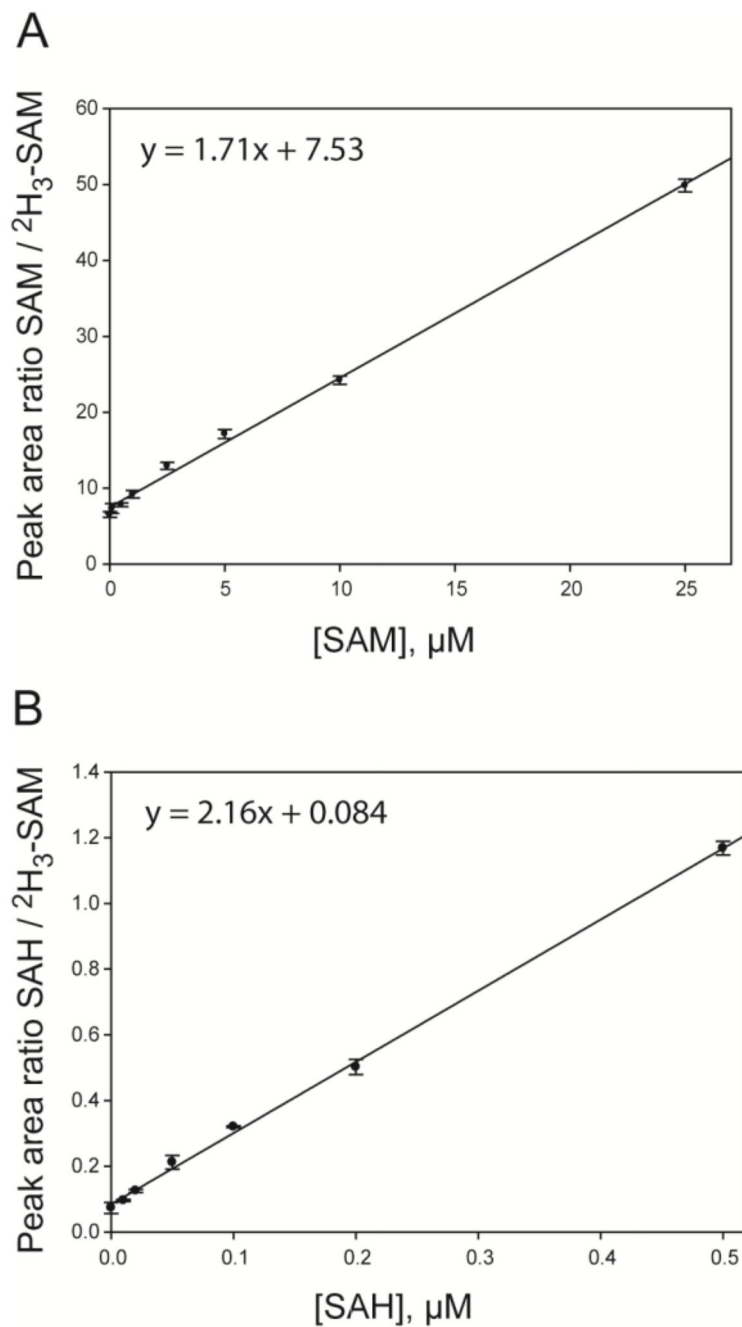 A
Peak area ratio SAM / ²H₃-SAM
y = 1.71x + 7.53
60
50
40
30
20
10
0
0 5 10 15 20 25
[SAM], µM
B
Peak area ratio SAH / ²H₃-SAM
y = 2.16x + 0.084
1.4
1.2
1.0
0.8
0.6
0.4
0.2
0.0
0.0 0.1 0.2 0.3 0.4 0.5
[SAH], µM